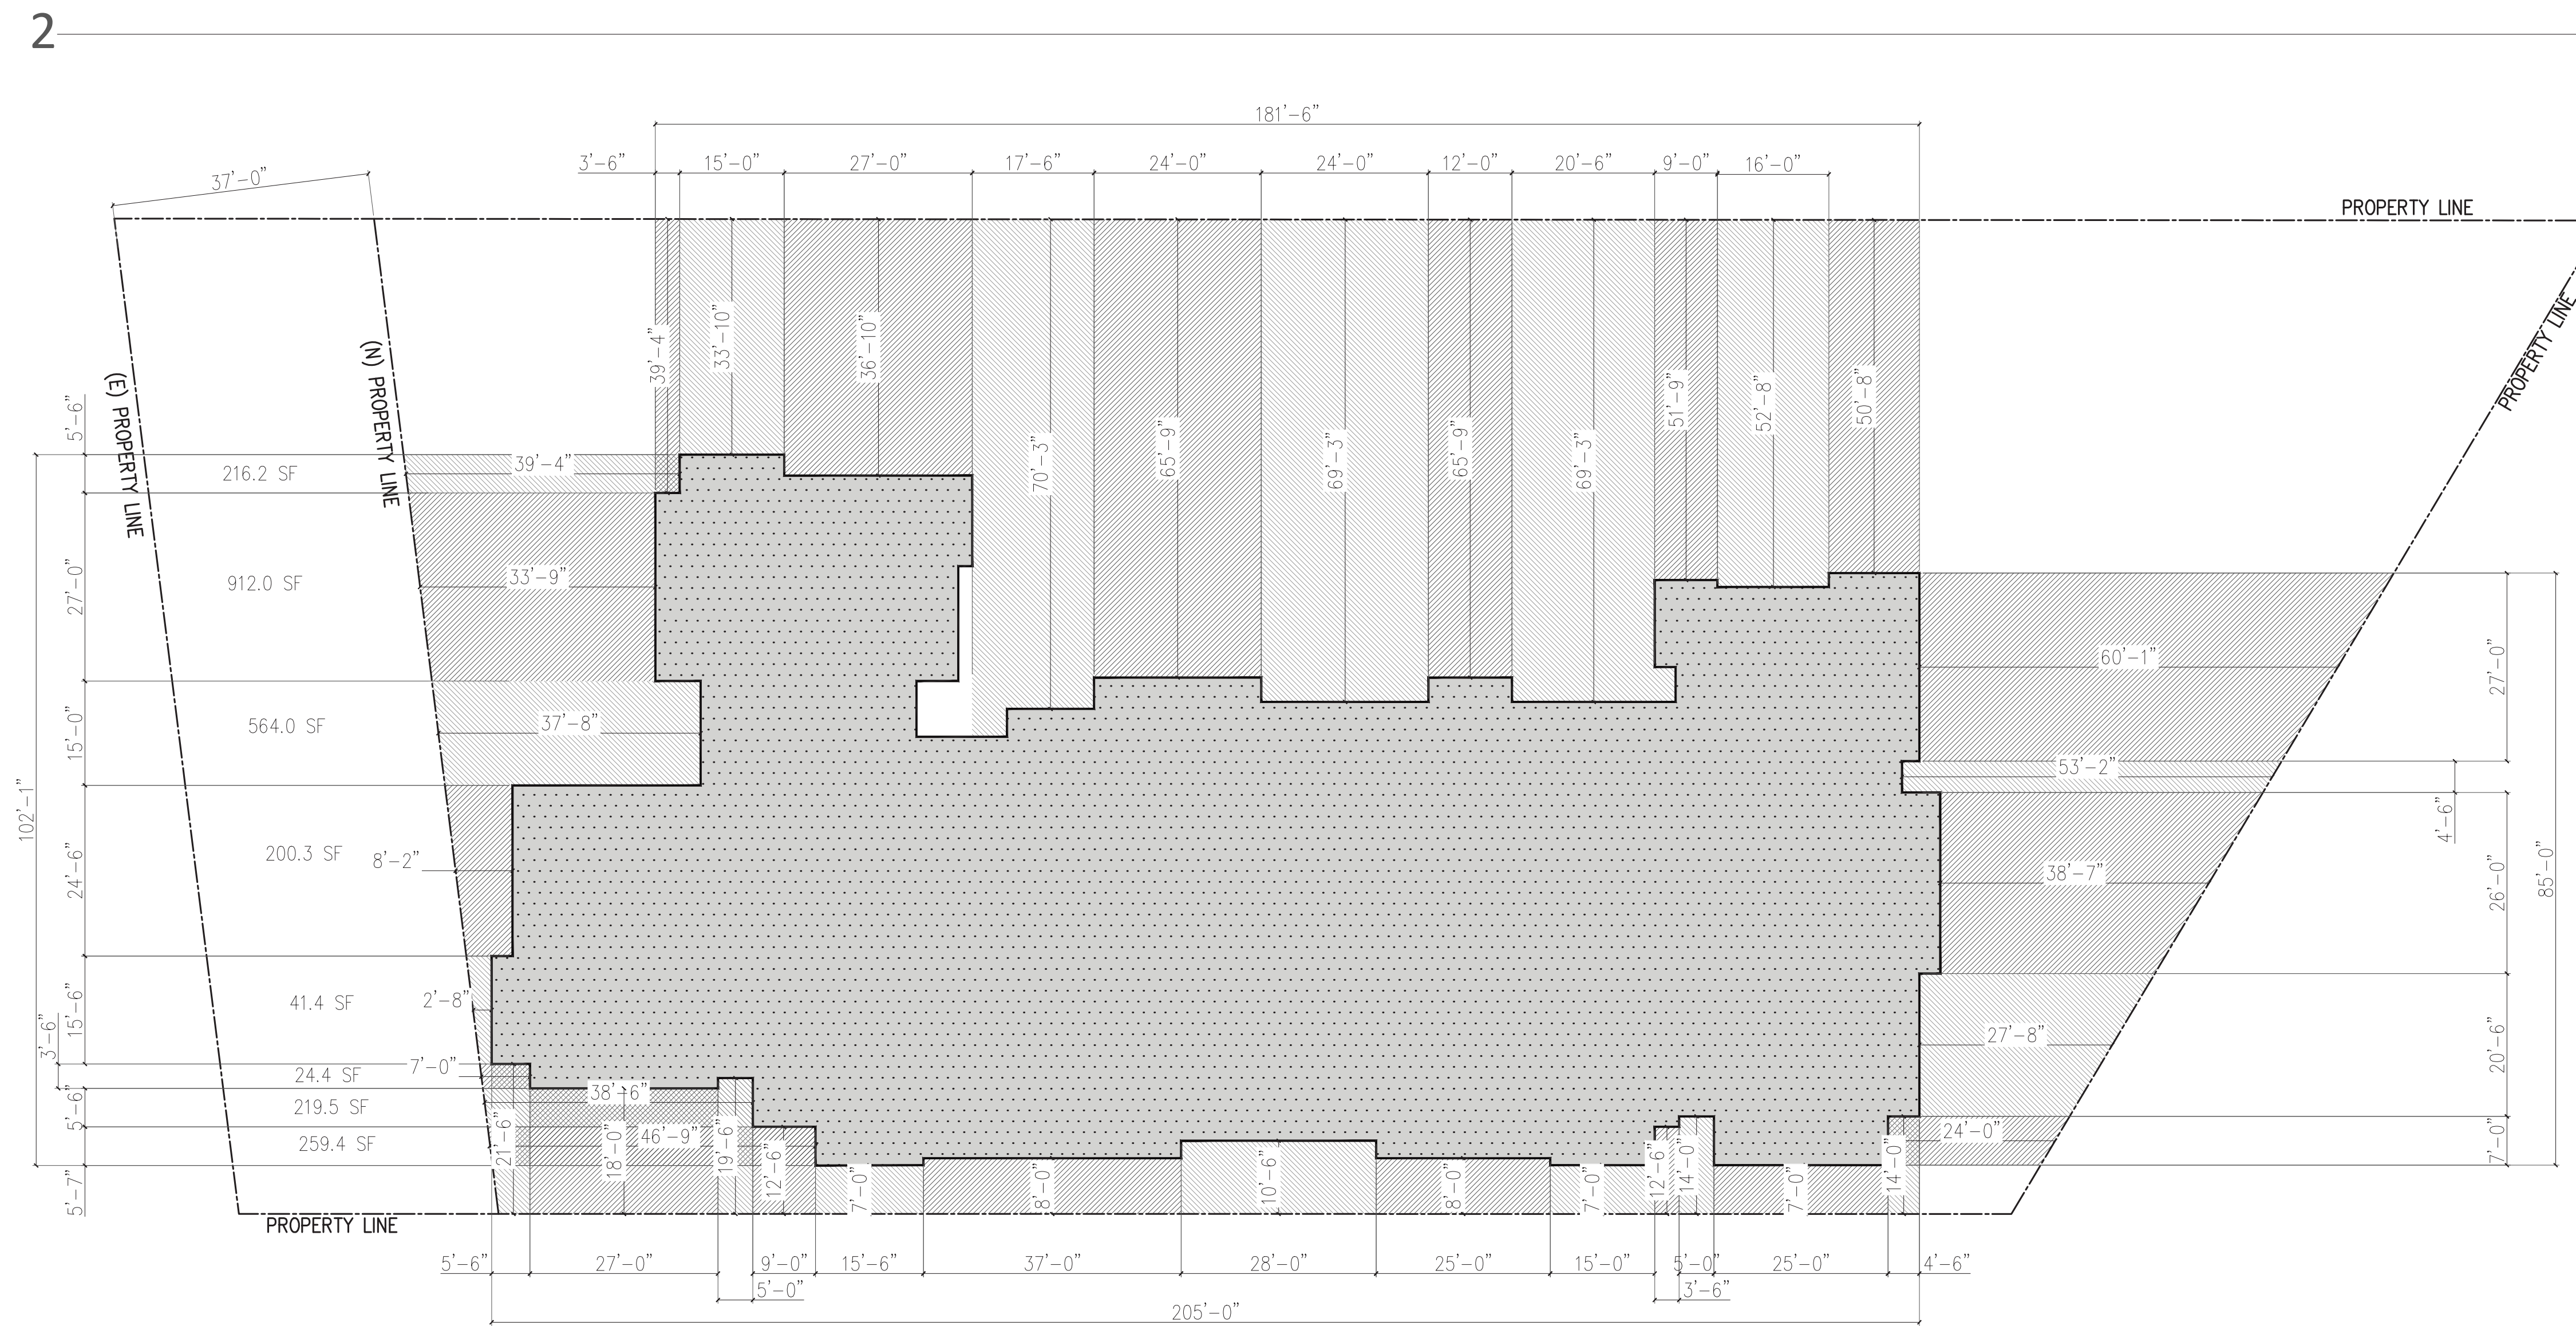 2
181'-6"
37'-0"
3'-6" 15'-0" 27'-0" 17'-6" 24'-0" 24'-0" 12'-0" 20'-6" 9'-0" 16'-0"
PROPERTY LINE
39'-4" 33'-10" 36'-10" 70'-3" 65'-9" 69'-3" 65'-9" 69'-3" 51'-9" 52'-8" 50'-8"
(E) PROPERTY LINE
(N) PROPERTY LINE
PROPERTY LINE
102'-1"
5'-6"
216.2 SF
39'-4"
27'-0"
912.0 SF
33'-9"
15'-0"
564.0 SF
37'-8"
24'-6"
200.3 SF
8'-2"
15'-6"
41.4 SF
2'-8"
3'-6"
24.4 SF
7'-0"
5'-6"
219.5 SF
38'-6"
259.4 SF
46'-9"
5'-7"
60'-1"
27'-0"
53'-2"
4'-6"
38'-7"
26'-0"
85'-0"
27'-8"
20'-6"
24'-0"
7'-0"
21'-6" 18'-0" 19'-6" 12'-6" 7'-0" 8'-0" 10'-6" 8'-0" 7'-0" 12'-6" 14'-0" 7'-0" 14'-0"
PROPERTY LINE
5'-6" 27'-0" 9'-0" 15'-6" 37'-0" 28'-0" 25'-0" 15'-0" 5'-0" 25'-0" 4'-6"
5'-0" 3'-6"
205'-0"